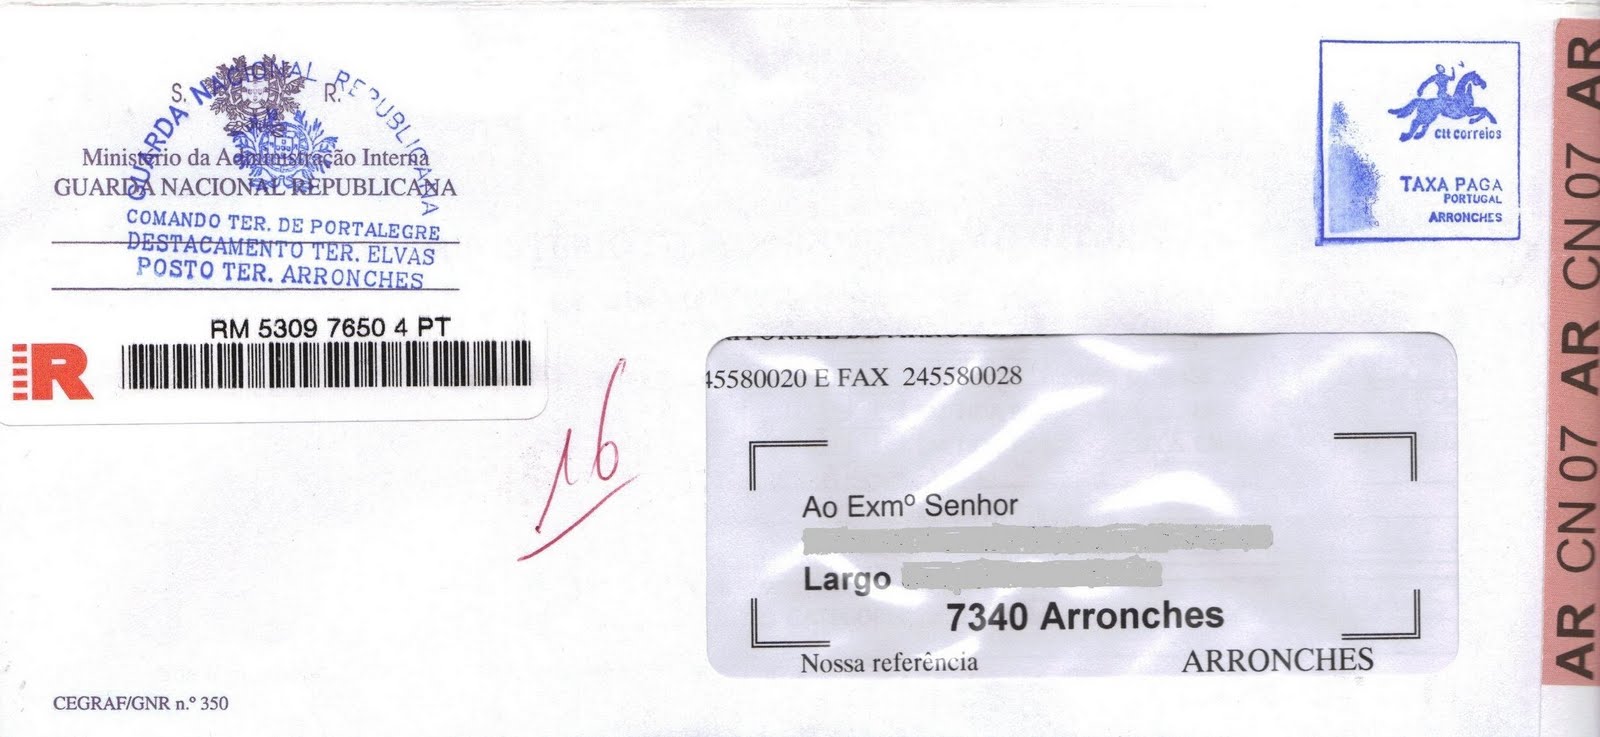 S. R.
GUARDA NACIONAL REPUBLICANA
Ministério da Administração Interna
GUARDA NACIONAL REPUBLICANA
COMANDO TER. DE PORTALEGRE
DESTACAMENTO TER. ELVAS
POSTO TER. ARRONCHES
RM 5309 7650 4 PT
R
16
ctt correios
TAXA PAGA
PORTUGAL
ARRONCHES
AR CN 07 AR CN 07 AR
45580020 E FAX 245580028
Ao Exmº Senhor
Largo
7340 Arronches
Nossa referência ARRONCHES
CEGRAF/GNR n.º 350